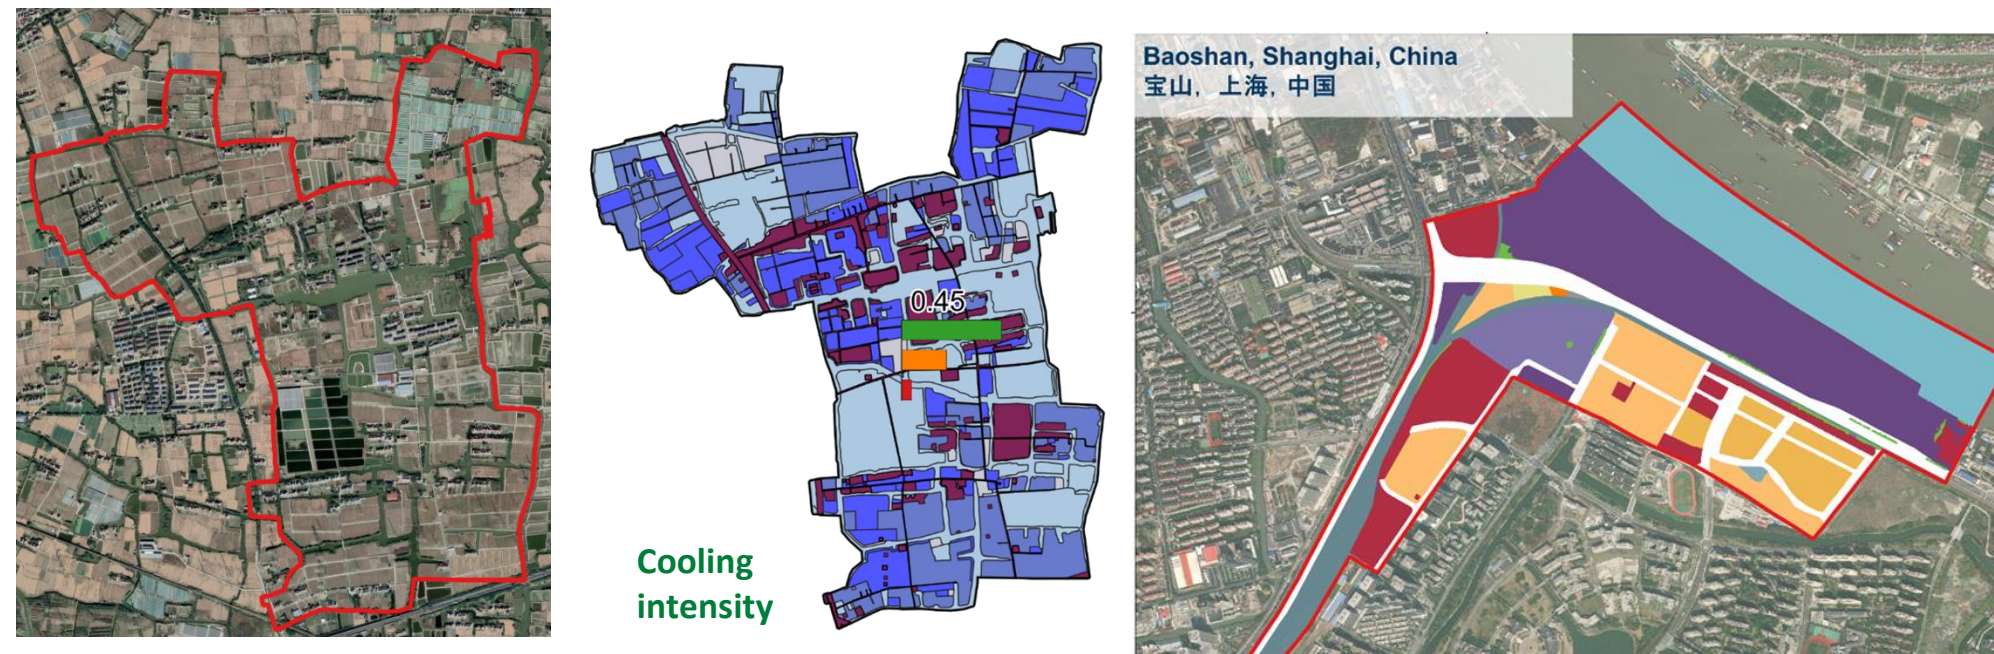 Baoshan, Shanghai, China
宝山, 上海, 中国
0.45
Cooling
intensity